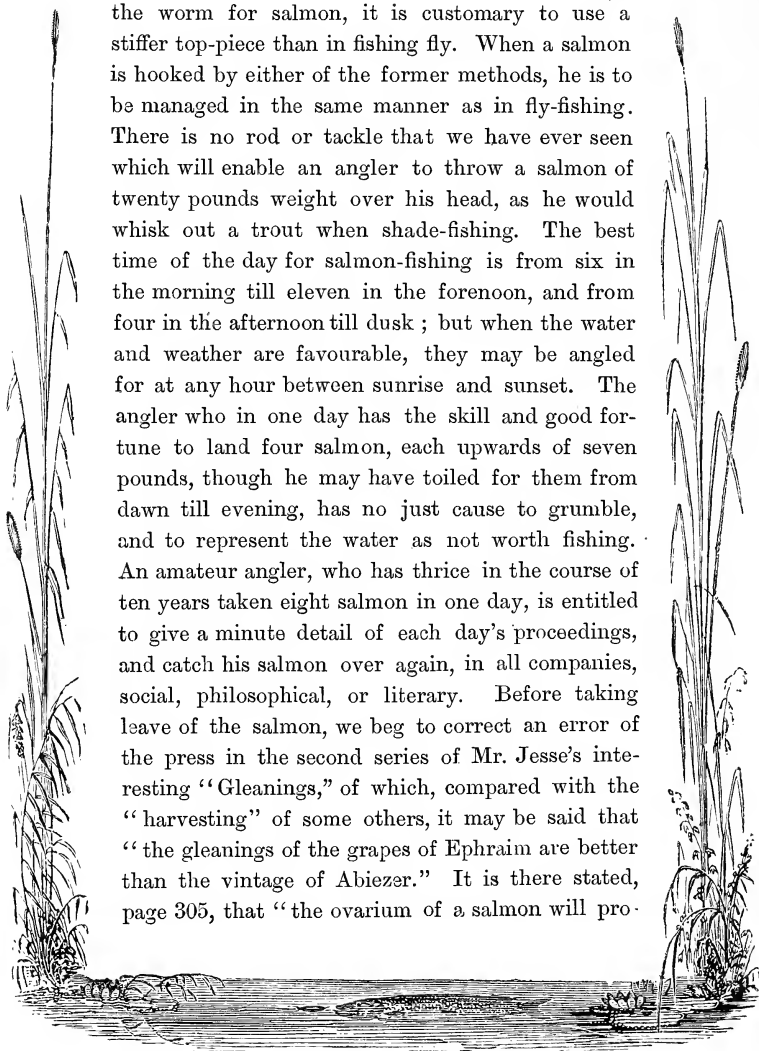 the worm for salmon, it is customary to use a
stiffer top-piece than in fishing fly. When a salmon
is hooked by either of the former methods, he is to
be managed in the same manner as in fly-fishing.
There is no rod or tackle that we have ever seen
which will enable an angler to throw a salmon of
twenty pounds weight over his head, as he would
whisk out a trout when shade-fishing. The best
time of the day for salmon-fishing is from six in
the morning till eleven in the forenoon, and from
four in the afternoon till dusk ; but when the water
and weather are favourable, they may be angled
for at any hour between sunrise and sunset. The
angler who in one day has the skill and good for-
tune to land four salmon, each upwards of seven
pounds, though he may have toiled for them from
dawn till evening, has no just cause to grumble,
and to represent the water as not worth fishing.
An amateur angler, who has thrice in the course of
ten years taken eight salmon in one day, is entitled
to give a minute detail of each day's proceedings,
and catch his salmon over again, in all companies,
social, philosophical, or literary. Before taking
leave of the salmon, we beg to correct an error of
the press in the second series of Mr. Jesse's inte-
resting “Gleanings,” of which, compared with the
“harvesting” of some others, it may be said that
“the gleanings of the grapes of Ephraim are better
than the vintage of Abiezer.” It is there stated,
page 305, that “the ovarium of a salmon will pro-